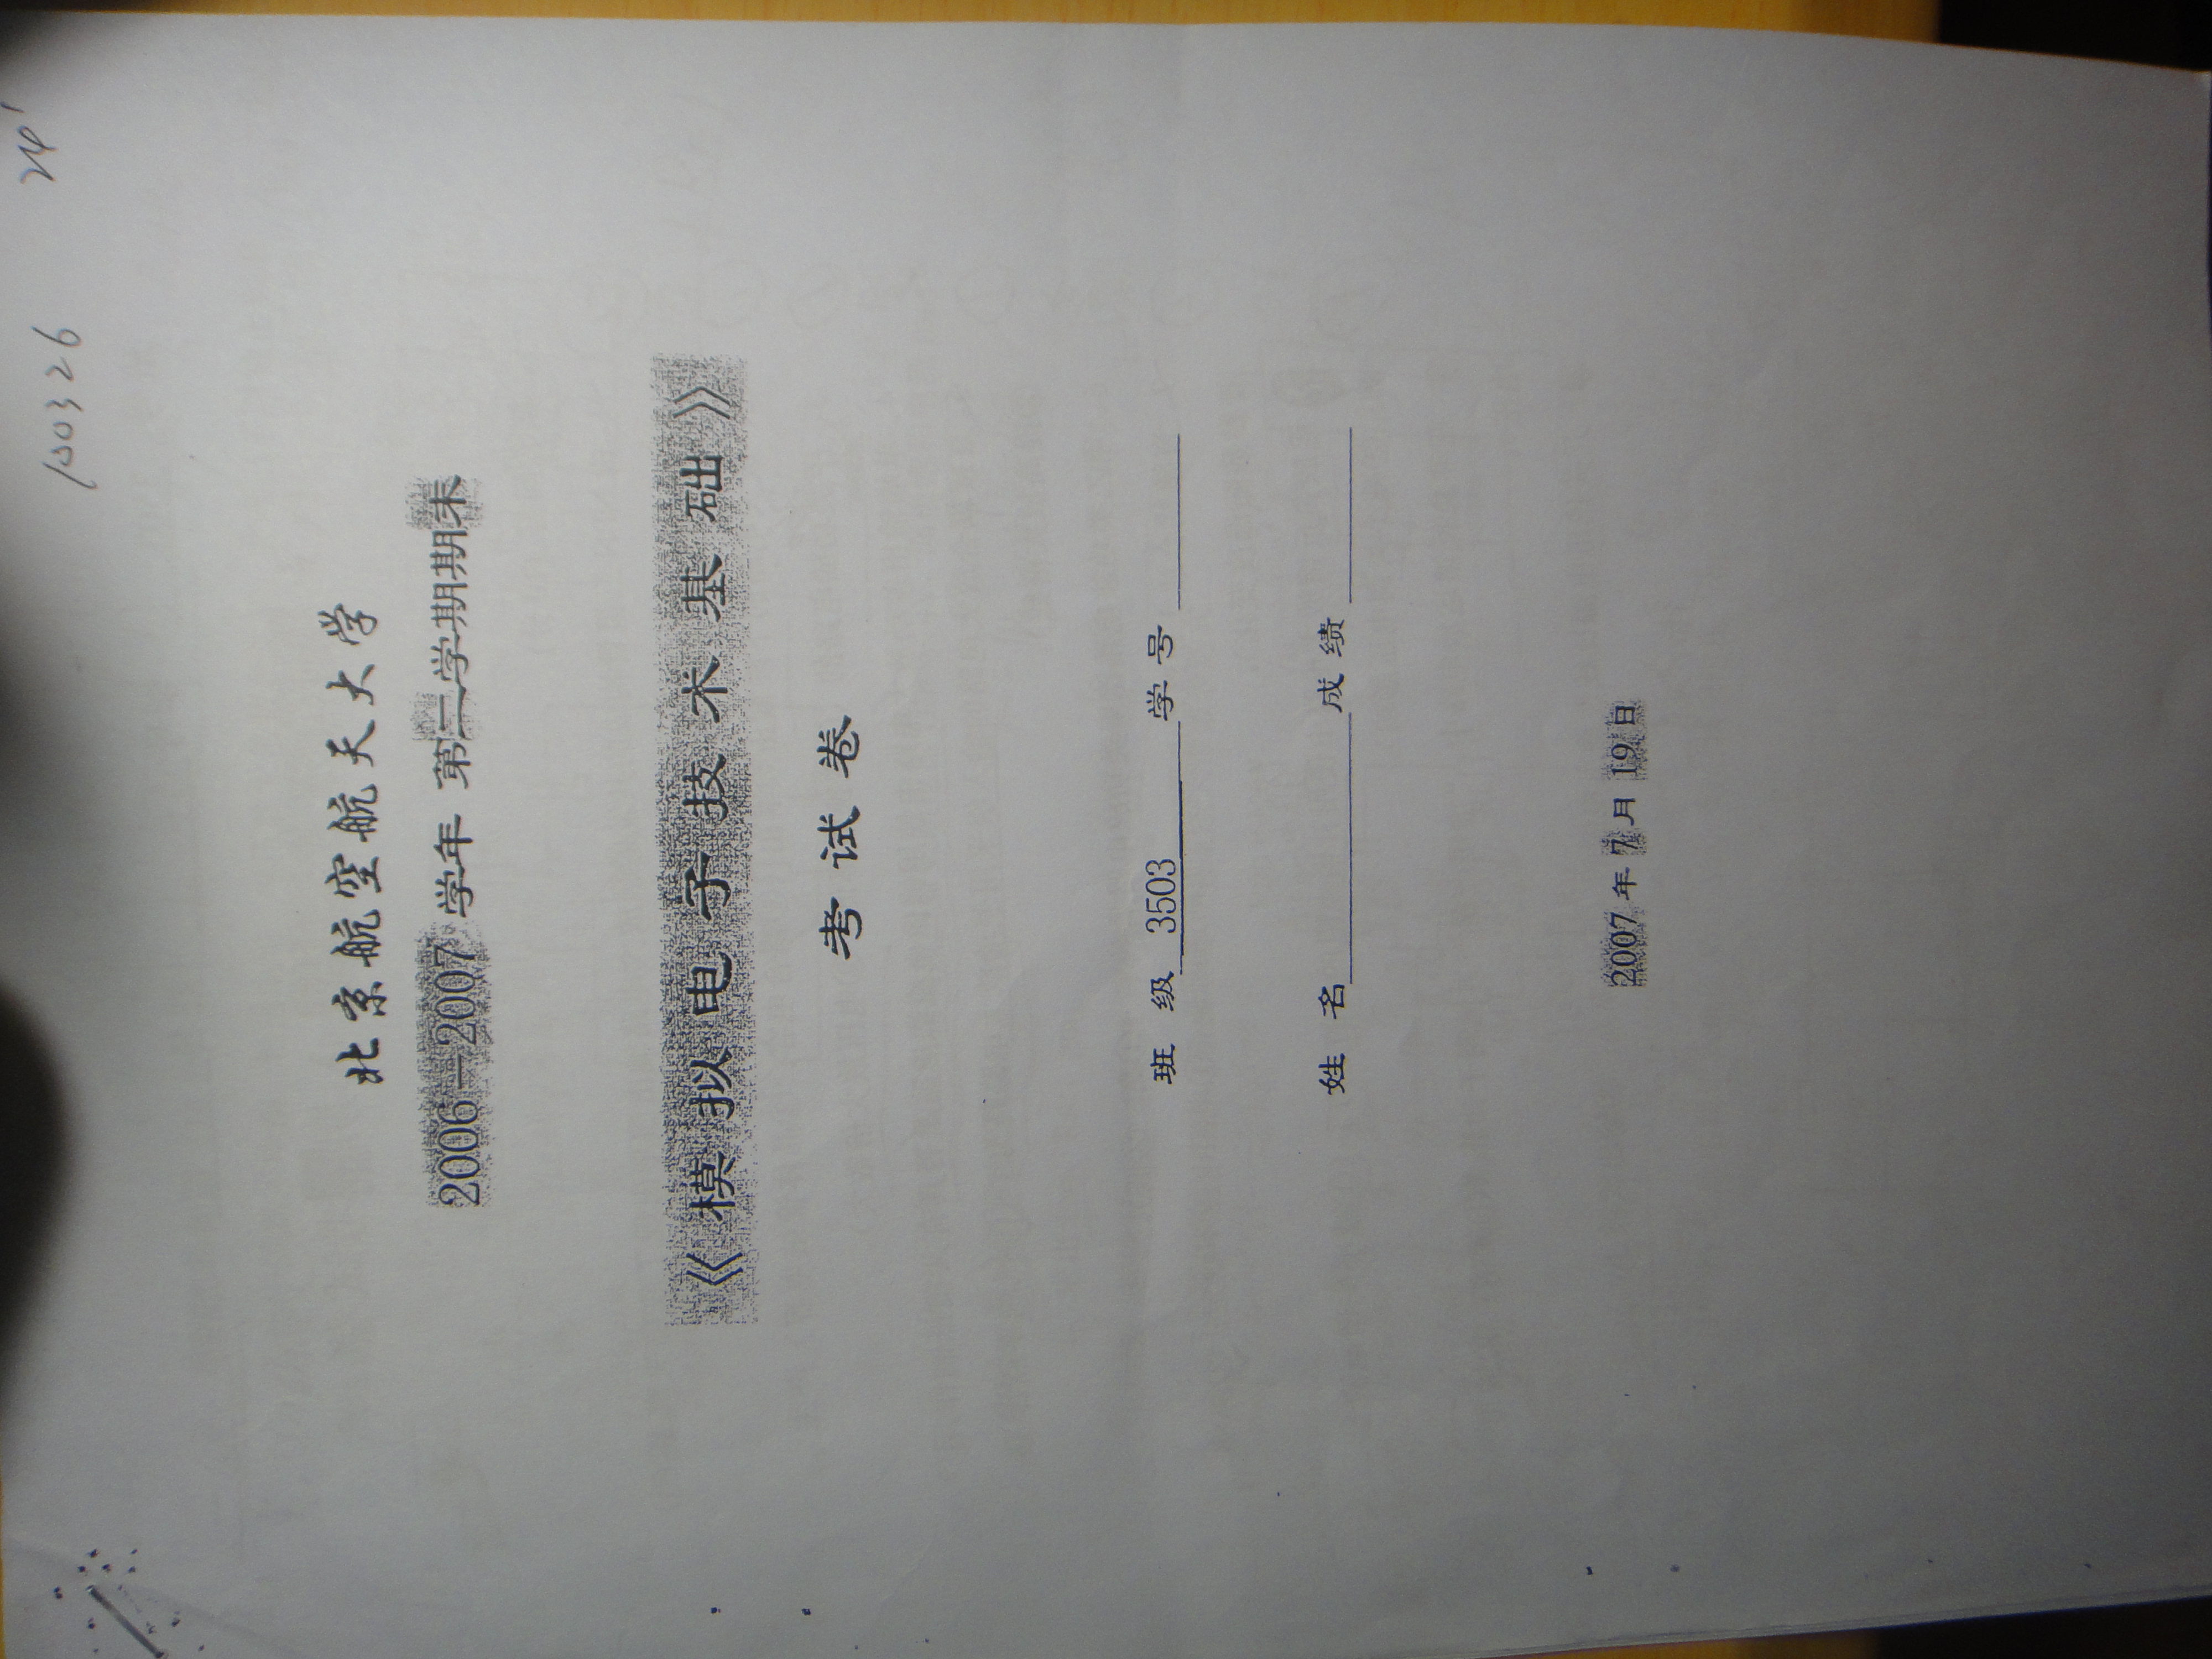 100326
北京航空航天大学
2006—2007 学年 第二学期期末
《模拟电子技术基础》
考试卷
班 级 3503 学号
姓 名 成绩
2007 年 7 月 19 日